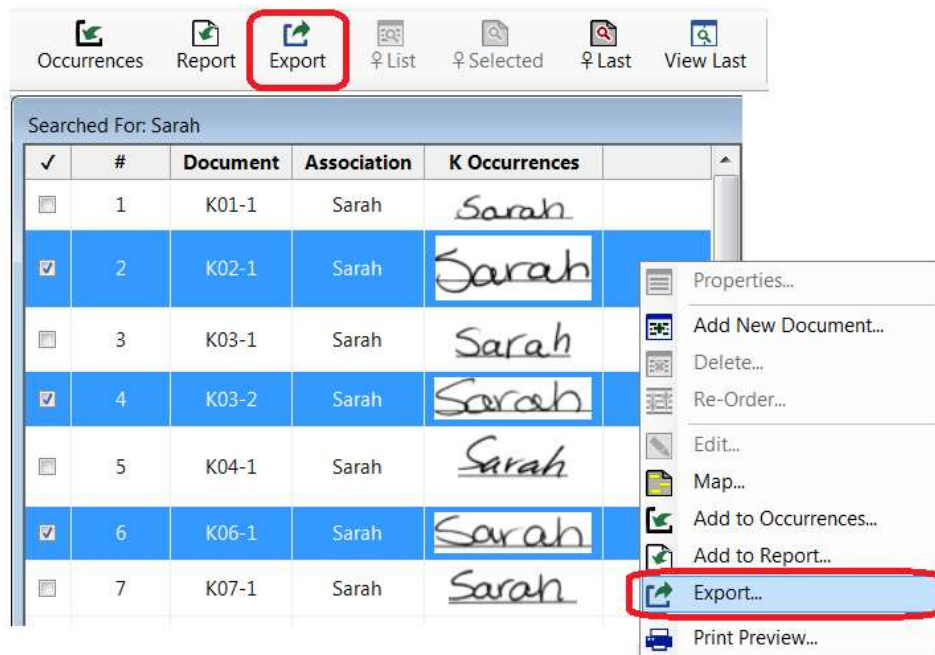 Occurrences Report Export ♀ List ♀ Selected ♀ Last View Last
Searched For: Sarah
✓ # Document Association K Occurrences
1 K01-1 Sarah Sarah
2 K02-1 Sarah Sarah
3 K03-1 Sarah Sarah
4 K03-2 Sarah Sarah
5 K04-1 Sarah Sarah
6 K06-1 Sarah Sarah
7 K07-1 Sarah Sarah
Properties...
Add New Document...
Delete...
Re-Order...
Edit...
Map...
Add to Occurrences...
Add to Report...
Export...
Print Preview...